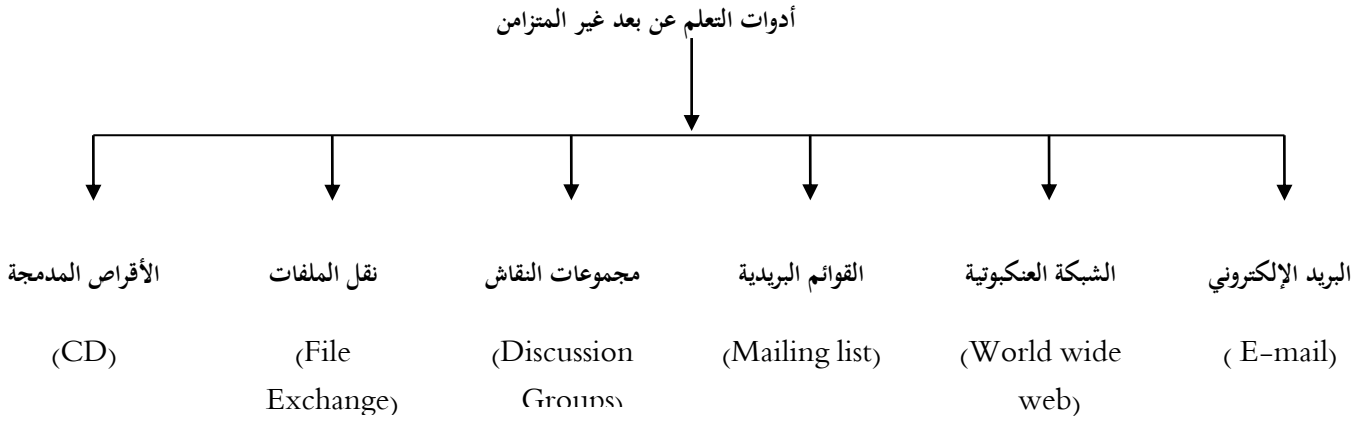 أدوات التعلم عن بعد غير المتزامن
البريد الإلكتروني
(E-mail)
الشبكة العنكبوتية
(World wide
web)
القوائم البريدية
(Mailing list)
مجموعات النقاش
(Discussion
Groups)
نقل الملفات
(File
Exchange)
الأقراص المدمجة
(CD)